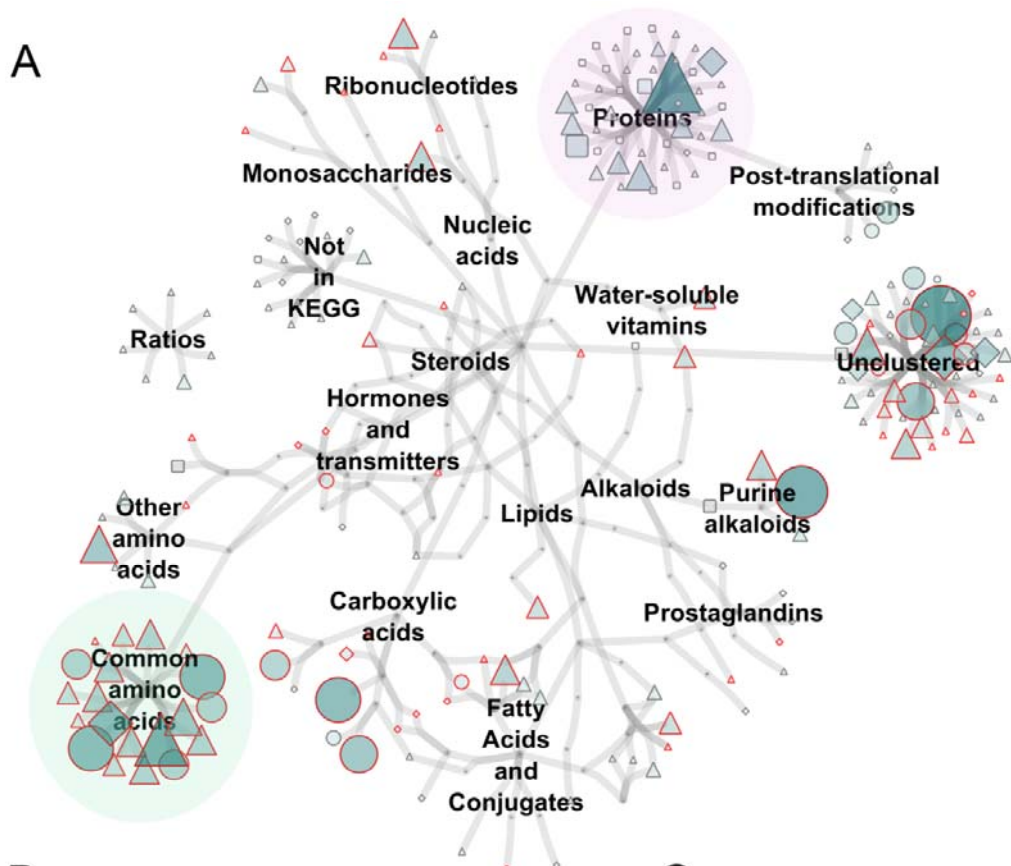 A
Ribonucleotides
Proteins
Monosaccharides
Post-translational
modifications
Nucleic
acids
Not
in
KEGG
Water-soluble
vitamins
Ratios
Steroids
Unclustered
Hormones
and
transmitters
Alkaloids
Purine
alkaloids
Lipids
Other
amino
acids
Carboxylic
acids
Prostaglandins
Common
amino
acids
Fatty
Acids
and
Conjugates